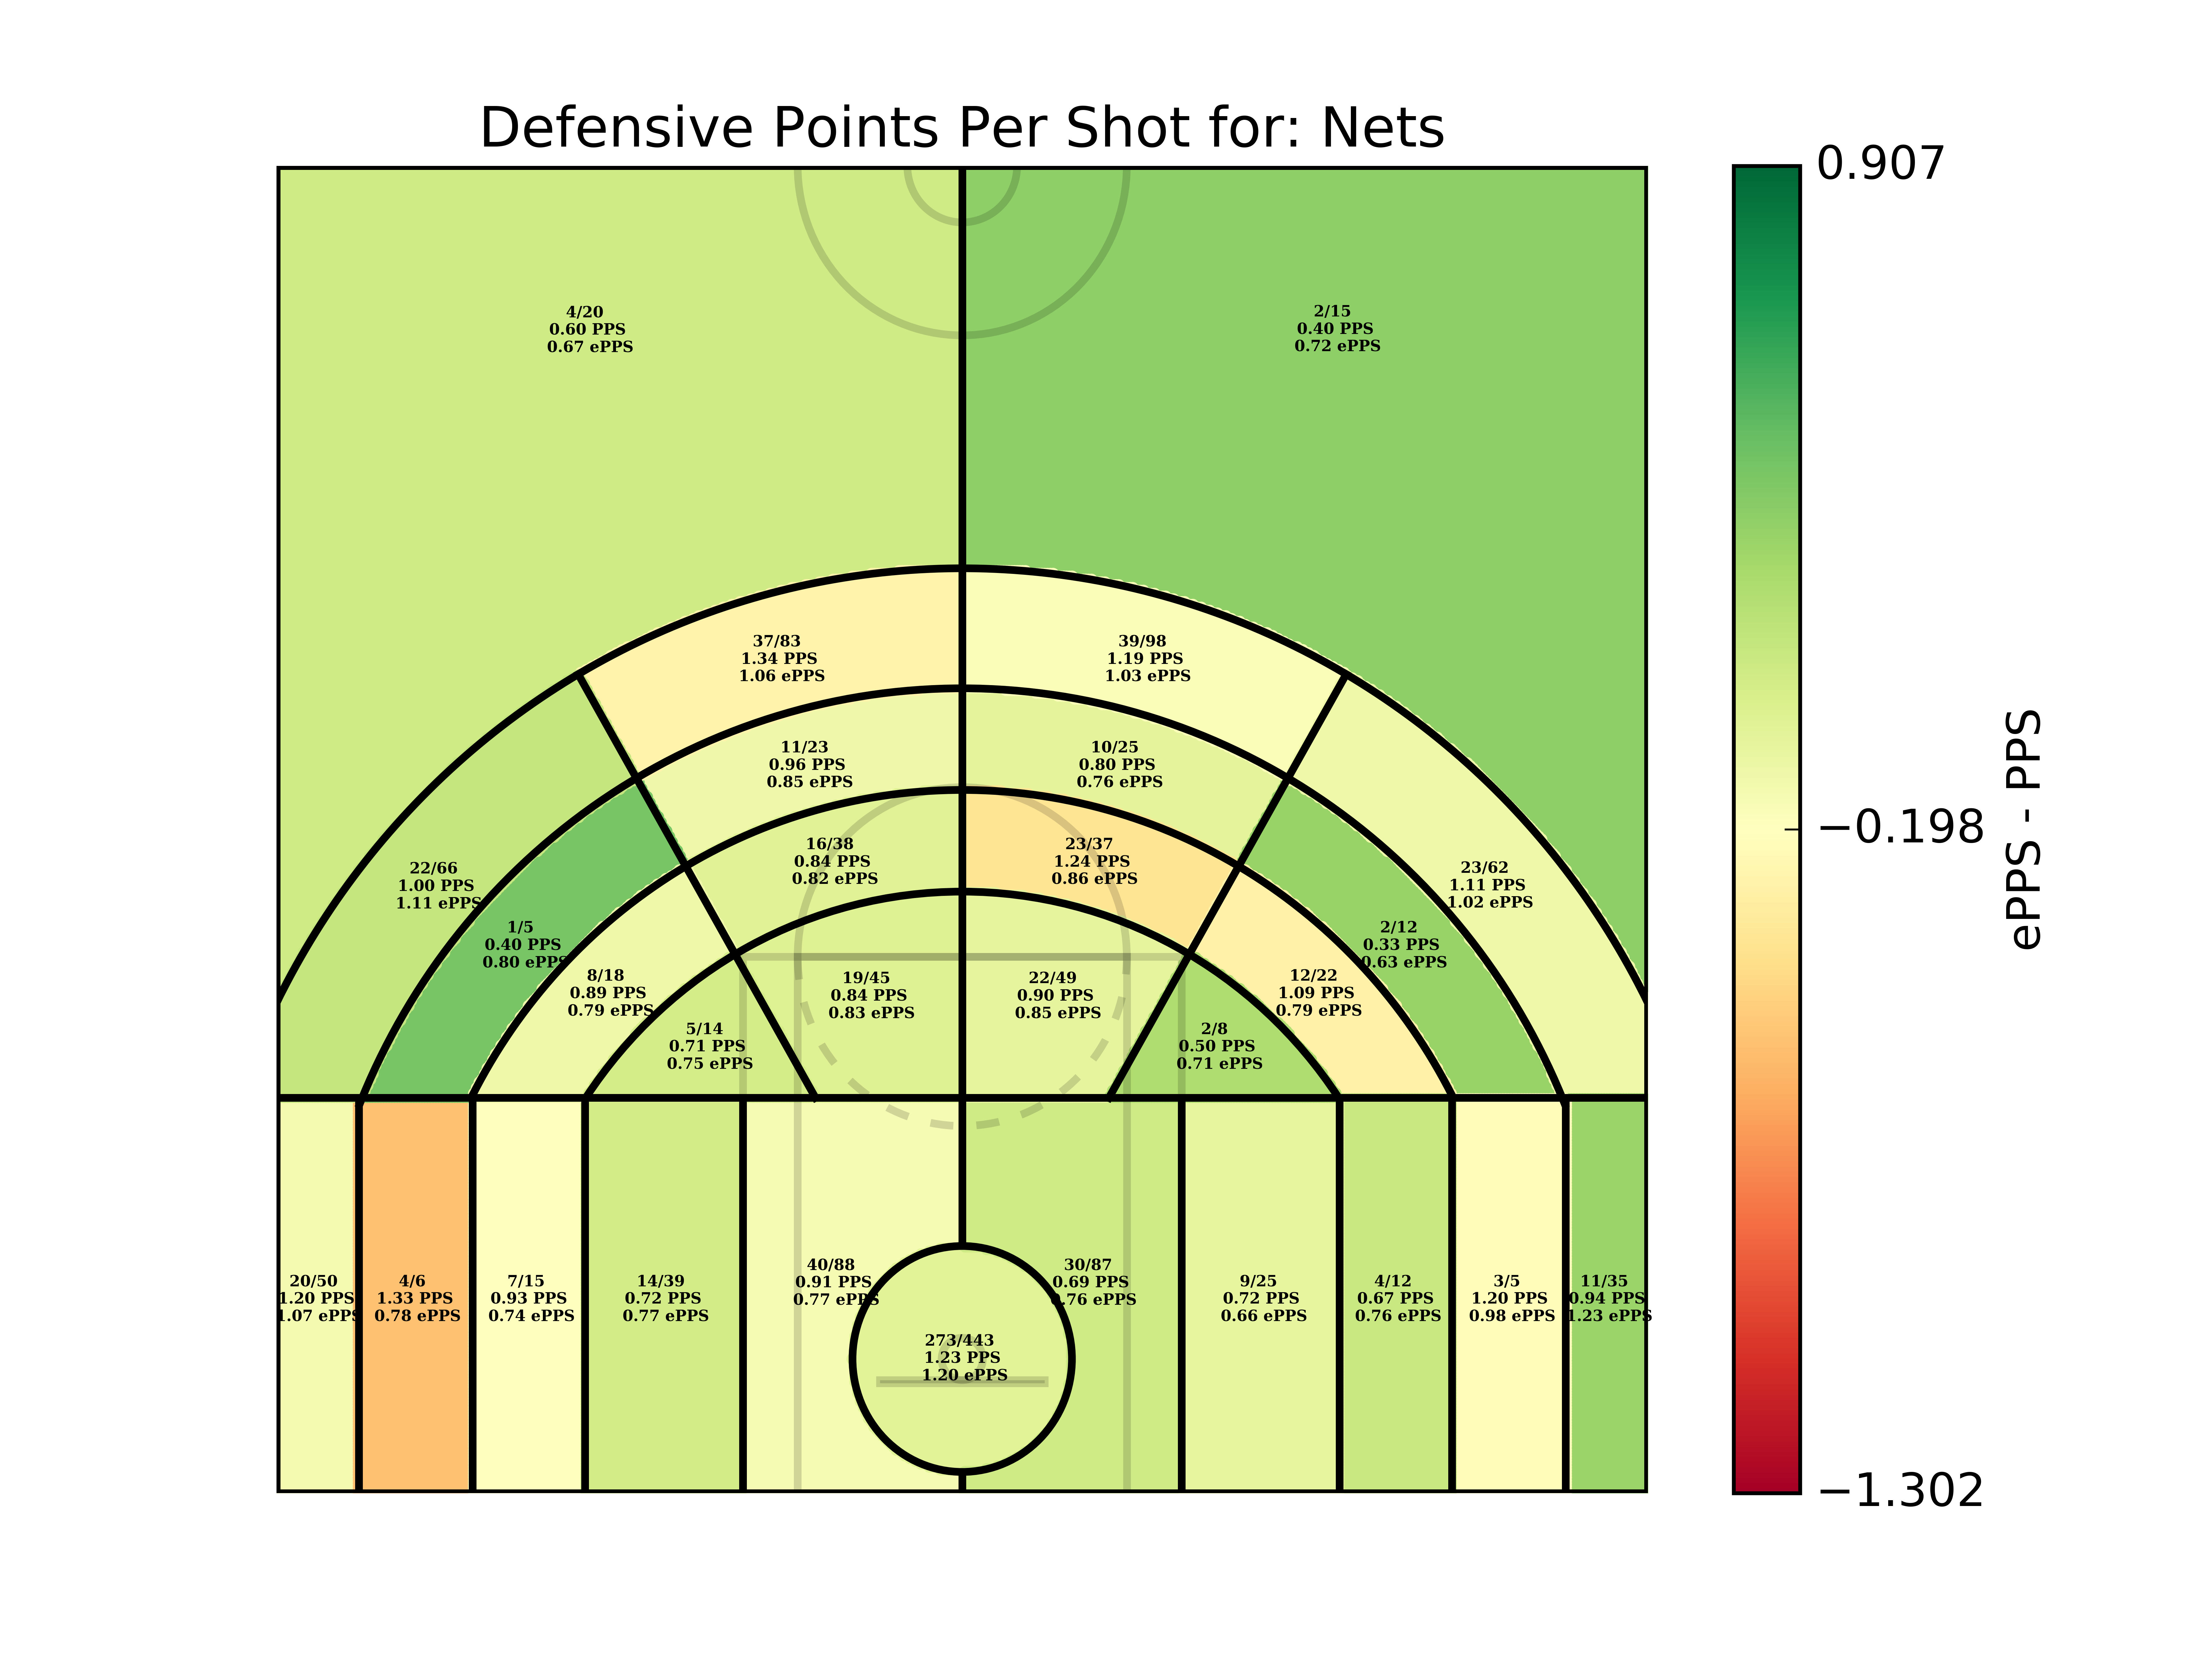 Defensive Points Per Shot for: Nets
4/20
0.60 PPS
0.67 ePPS
2/15
0.40 PPS
0.72 ePPS
37/83
1.34 PPS
1.06 ePPS
39/98
1.19 PPS
1.03 ePPS
11/23
0.96 PPS
0.85 ePPS
10/25
0.80 PPS
0.76 ePPS
16/38
0.84 PPS
0.82 ePPS
23/37
1.24 PPS
0.86 ePPS
22/66
1.00 PPS
1.11 ePPS
23/62
1.11 PPS
1.02 ePPS
1/5
0.40 PPS
0.80 ePPS
2/12
0.33 PPS
0.63 ePPS
8/18
0.89 PPS
0.79 ePPS
19/45
0.84 PPS
0.83 ePPS
22/49
0.90 PPS
0.85 ePPS
12/22
1.09 PPS
0.79 ePPS
5/14
0.71 PPS
0.75 ePPS
2/8
0.50 PPS
0.71 ePPS
20/50
1.20 PPS
1.07 ePPS
4/6
1.33 PPS
0.78 ePPS
7/15
0.93 PPS
0.74 ePPS
14/39
0.72 PPS
0.77 ePPS
40/88
0.91 PPS
0.77 ePPS
30/87
0.69 PPS
0.76 ePPS
9/25
0.72 PPS
0.66 ePPS
4/12
0.67 PPS
0.76 ePPS
3/5
1.20 PPS
0.98 ePPS
11/35
0.94 PPS
1.23 ePPS
273/443
1.23 PPS
1.20 ePPS
0.907
−0.198
−1.302
ePPS - PPS